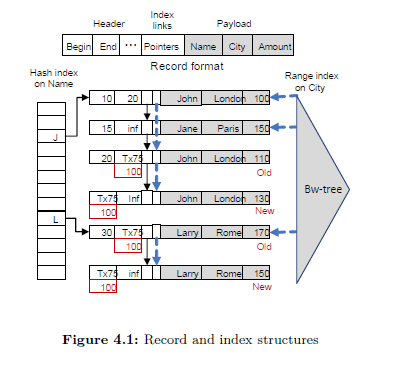 Header
Index
links
Payload
Begin End ··· Pointers Name City Amount
Record format
Hash index
on Name
Range index
on City
10 20 John London 100
J
15 inf Jane Paris 150
20 Tx75 John London 110
100 Old
Bw-tree
Tx75 Inf John London 130
100 New
L
30 Tx75 Larry Rome 170
100 Old
Tx75 inf Larry Rome 150
100 New
Figure 4.1: Record and index structures